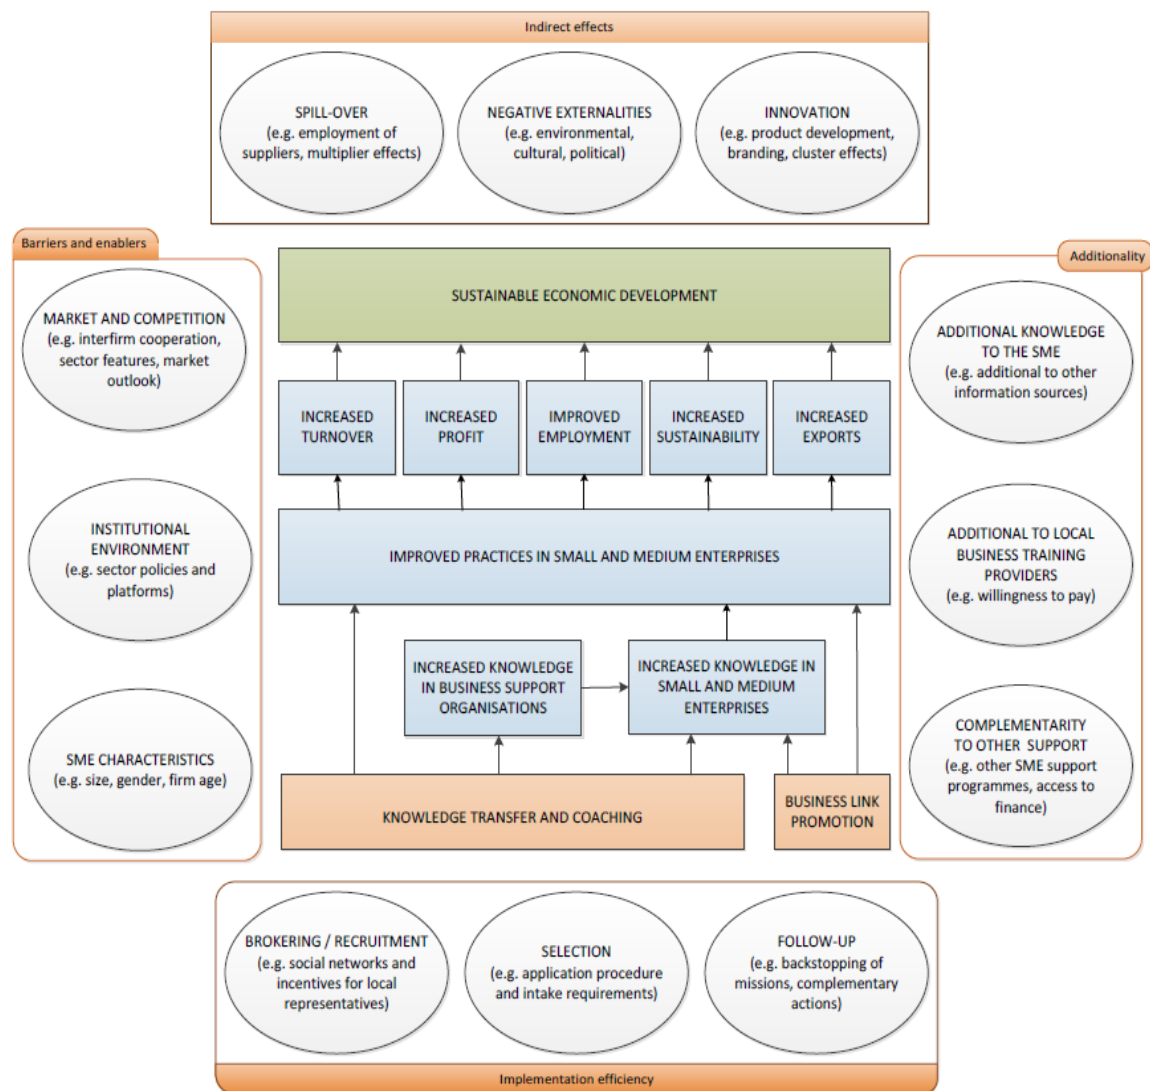 Indirect effects
SPILL-OVER
(e.g. employment of
suppliers, multiplier effects)
NEGATIVE EXTERNALITIES
(e.g. environmental,
cultural, political)
INNOVATION
(e.g. product development,
branding, cluster effects)
Barriers and enablers
MARKET AND COMPETITION
(e.g. interfirm cooperation,
sector features, market
outlook)
INSTITUTIONAL
ENVIRONMENT
(e.g. sector policies and
platforms)
SME CHARACTERISTICS
(e.g. size, gender, firm age)
SUSTAINABLE ECONOMIC DEVELOPMENT
INCREASED
TURNOVER
INCREASED
PROFIT
IMPROVED
EMPLOYMENT
INCREASED
SUSTAINABILITY
INCREASED
EXPORTS
IMPROVED PRACTICES IN SMALL AND MEDIUM ENTERPRISES
INCREASED KNOWLEDGE
IN BUSINESS SUPPORT
ORGANISATIONS
INCREASED KNOWLEDGE IN
SMALL AND MEDIUM
ENTERPRISES
KNOWLEDGE TRANSFER AND COACHING
BUSINESS LINK
PROMOTION
Additionality
ADDITIONAL KNOWLEDGE
TO THE SME
(e.g. additional to other
information sources)
ADDITIONAL TO LOCAL
BUSINESS TRAINING
PROVIDERS
(e.g. willingness to pay)
COMPLEMENTARITY
TO OTHER SUPPORT
(e.g. other SME support
programmes, access to
finance)
BROKERING / RECRUITMENT
(e.g. social networks and
incentives for local
representatives)
SELECTION
(e.g. application procedure
and intake requirements)
FOLLOW-UP
(e.g. backstopping of
missions, complementary
actions)
Implementation efficiency